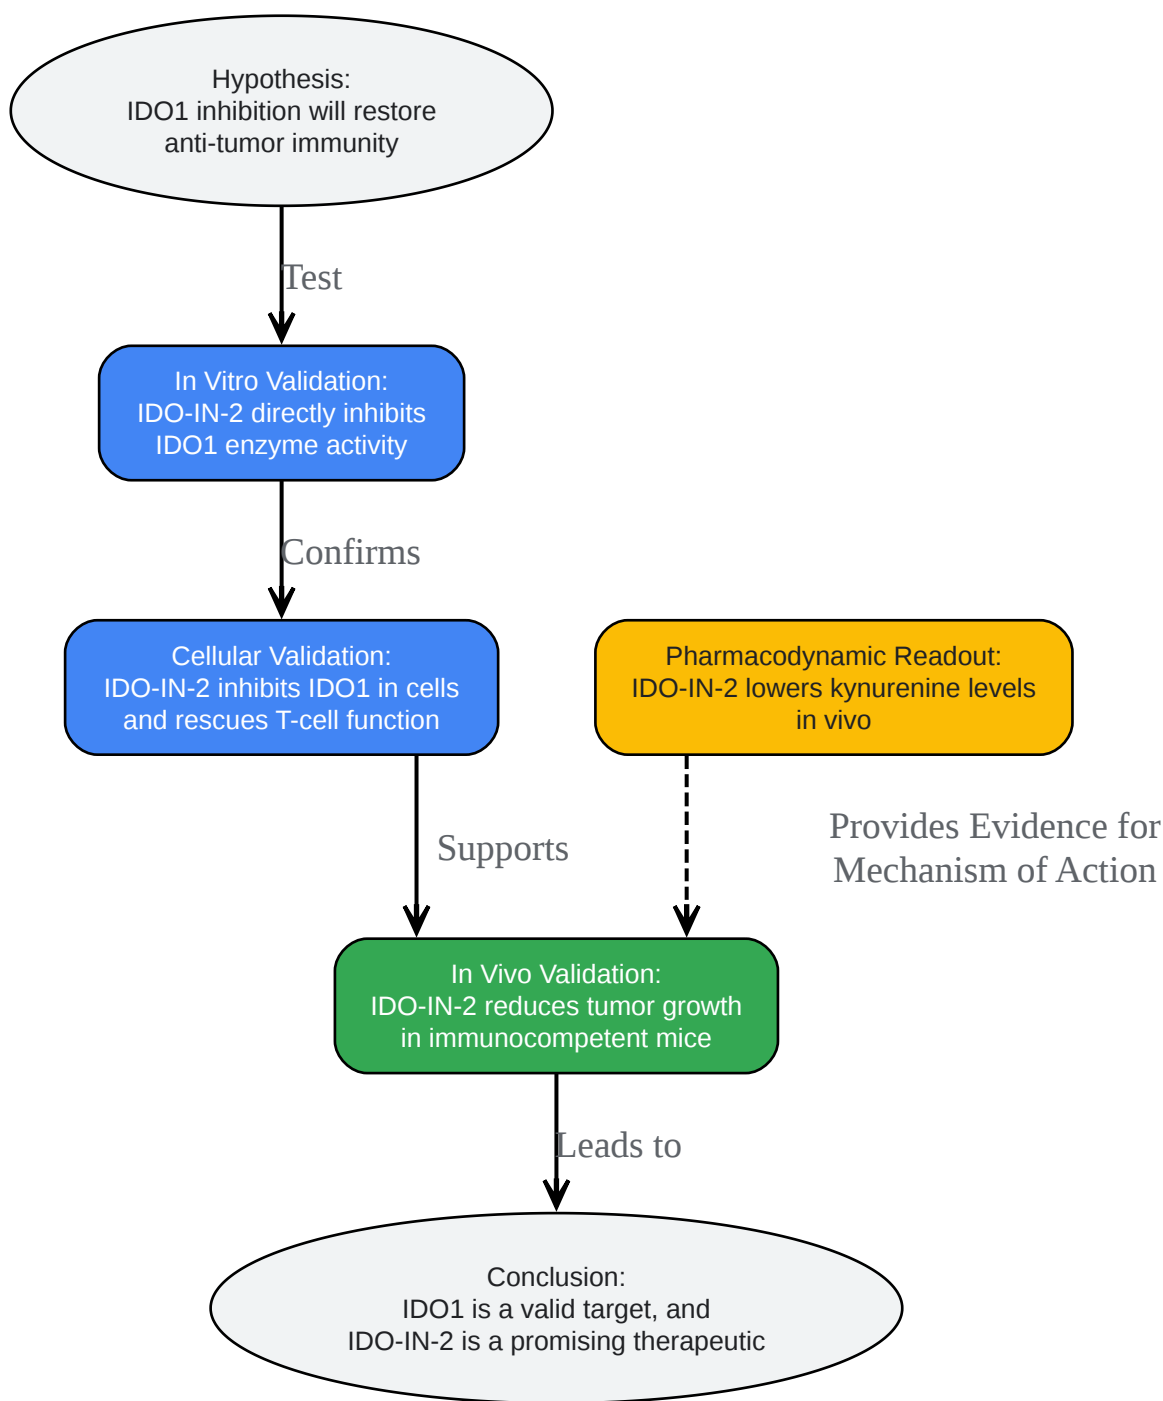 Hypothesis:
IDO1 inhibition will restore
anti-tumor immunity
Test
In Vitro Validation:
IDO-IN-2 directly inhibits
IDO1 enzyme activity
Confirms
Cellular Validation:
IDO-IN-2 inhibits IDO1 in cells
and rescues T-cell function
Pharmacodynamic Readout:
IDO-IN-2 lowers kynurenine levels
in vivo
Supports
Provides Evidence for
Mechanism of Action
In Vivo Validation:
IDO-IN-2 reduces tumor growth
in immunocompetent mice
Leads to
Conclusion:
IDO1 is a valid target, and
IDO-IN-2 is a promising therapeutic